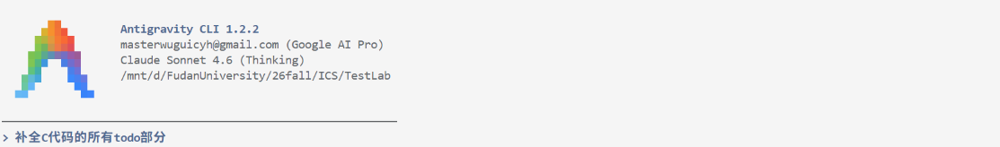 Antigravity CLI 1.2.2
masterwuguicyh@gmail.com (Google AI Pro)
Claude Sonnet 4.6 (Thinking)
/mnt/d/FudanUniversity/26fall/ICS/TestLab
> 补全C代码的所有todo部分